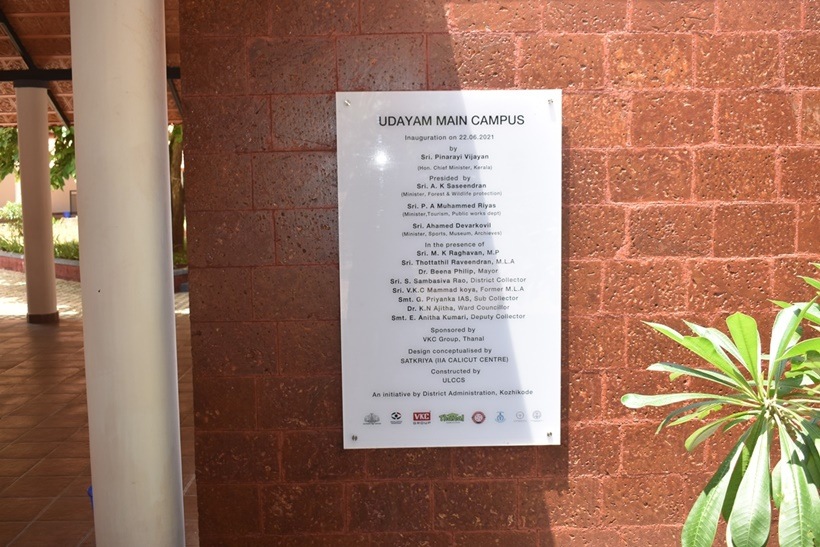 UDAYAM MAIN CAMPUS
Inauguration on 22.06.2021
by
Sri. Pinarayi Vijayan
(Hon. Chief Minister, Kerala)
Presided by
Sri. A. K Saseendran
(Minister, Forest & Wildlife protection)
Sri. P. A Muhammed Riyas
(Minister,Tourism, Public works dept)
Sri. Ahamed Devarkovil
(Minister, Sports, Museum, Archieves)
In the presence of
Sri. M. K Raghavan, M.P
Sri. Thottathil Raveendran, M.L.A
Dr. Beena Philip, Mayor
Sri. S. Sambasiva Rao, District Collector
Sri. V.K.C Mammad koya, Former M.L.A
Smt. G. Priyanka IAS, Sub Collector
Dr. K.N Ajitha, Ward Councillor
Smt. E. Anitha Kumari, Deputy Collector
Sponsored by
VKC Group, Thanal
Design conceptualised by
SATKRIYA (IIA CALICUT CENTRE)
Constructed by
ULCCS
An initiative by District Administration, Kozhikode
VKC